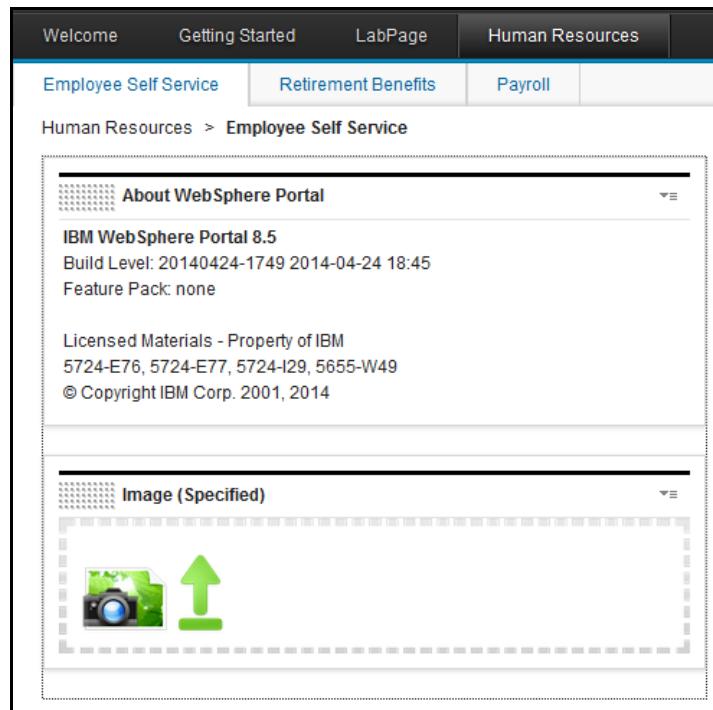 Welcome Getting Started LabPage Human Resources
Employee Self Service Retirement Benefits Payroll
Human Resources > Employee Self Service
About WebSphere Portal
IBM WebSphere Portal 8.5
Build Level: 20140424-1749 2014-04-24 18:45
Feature Pack: none
Licensed Materials - Property of IBM
5724-E76, 5724-E77, 5724-I29, 5655-W49
© Copyright IBM Corp. 2001, 2014
Image (Specified)